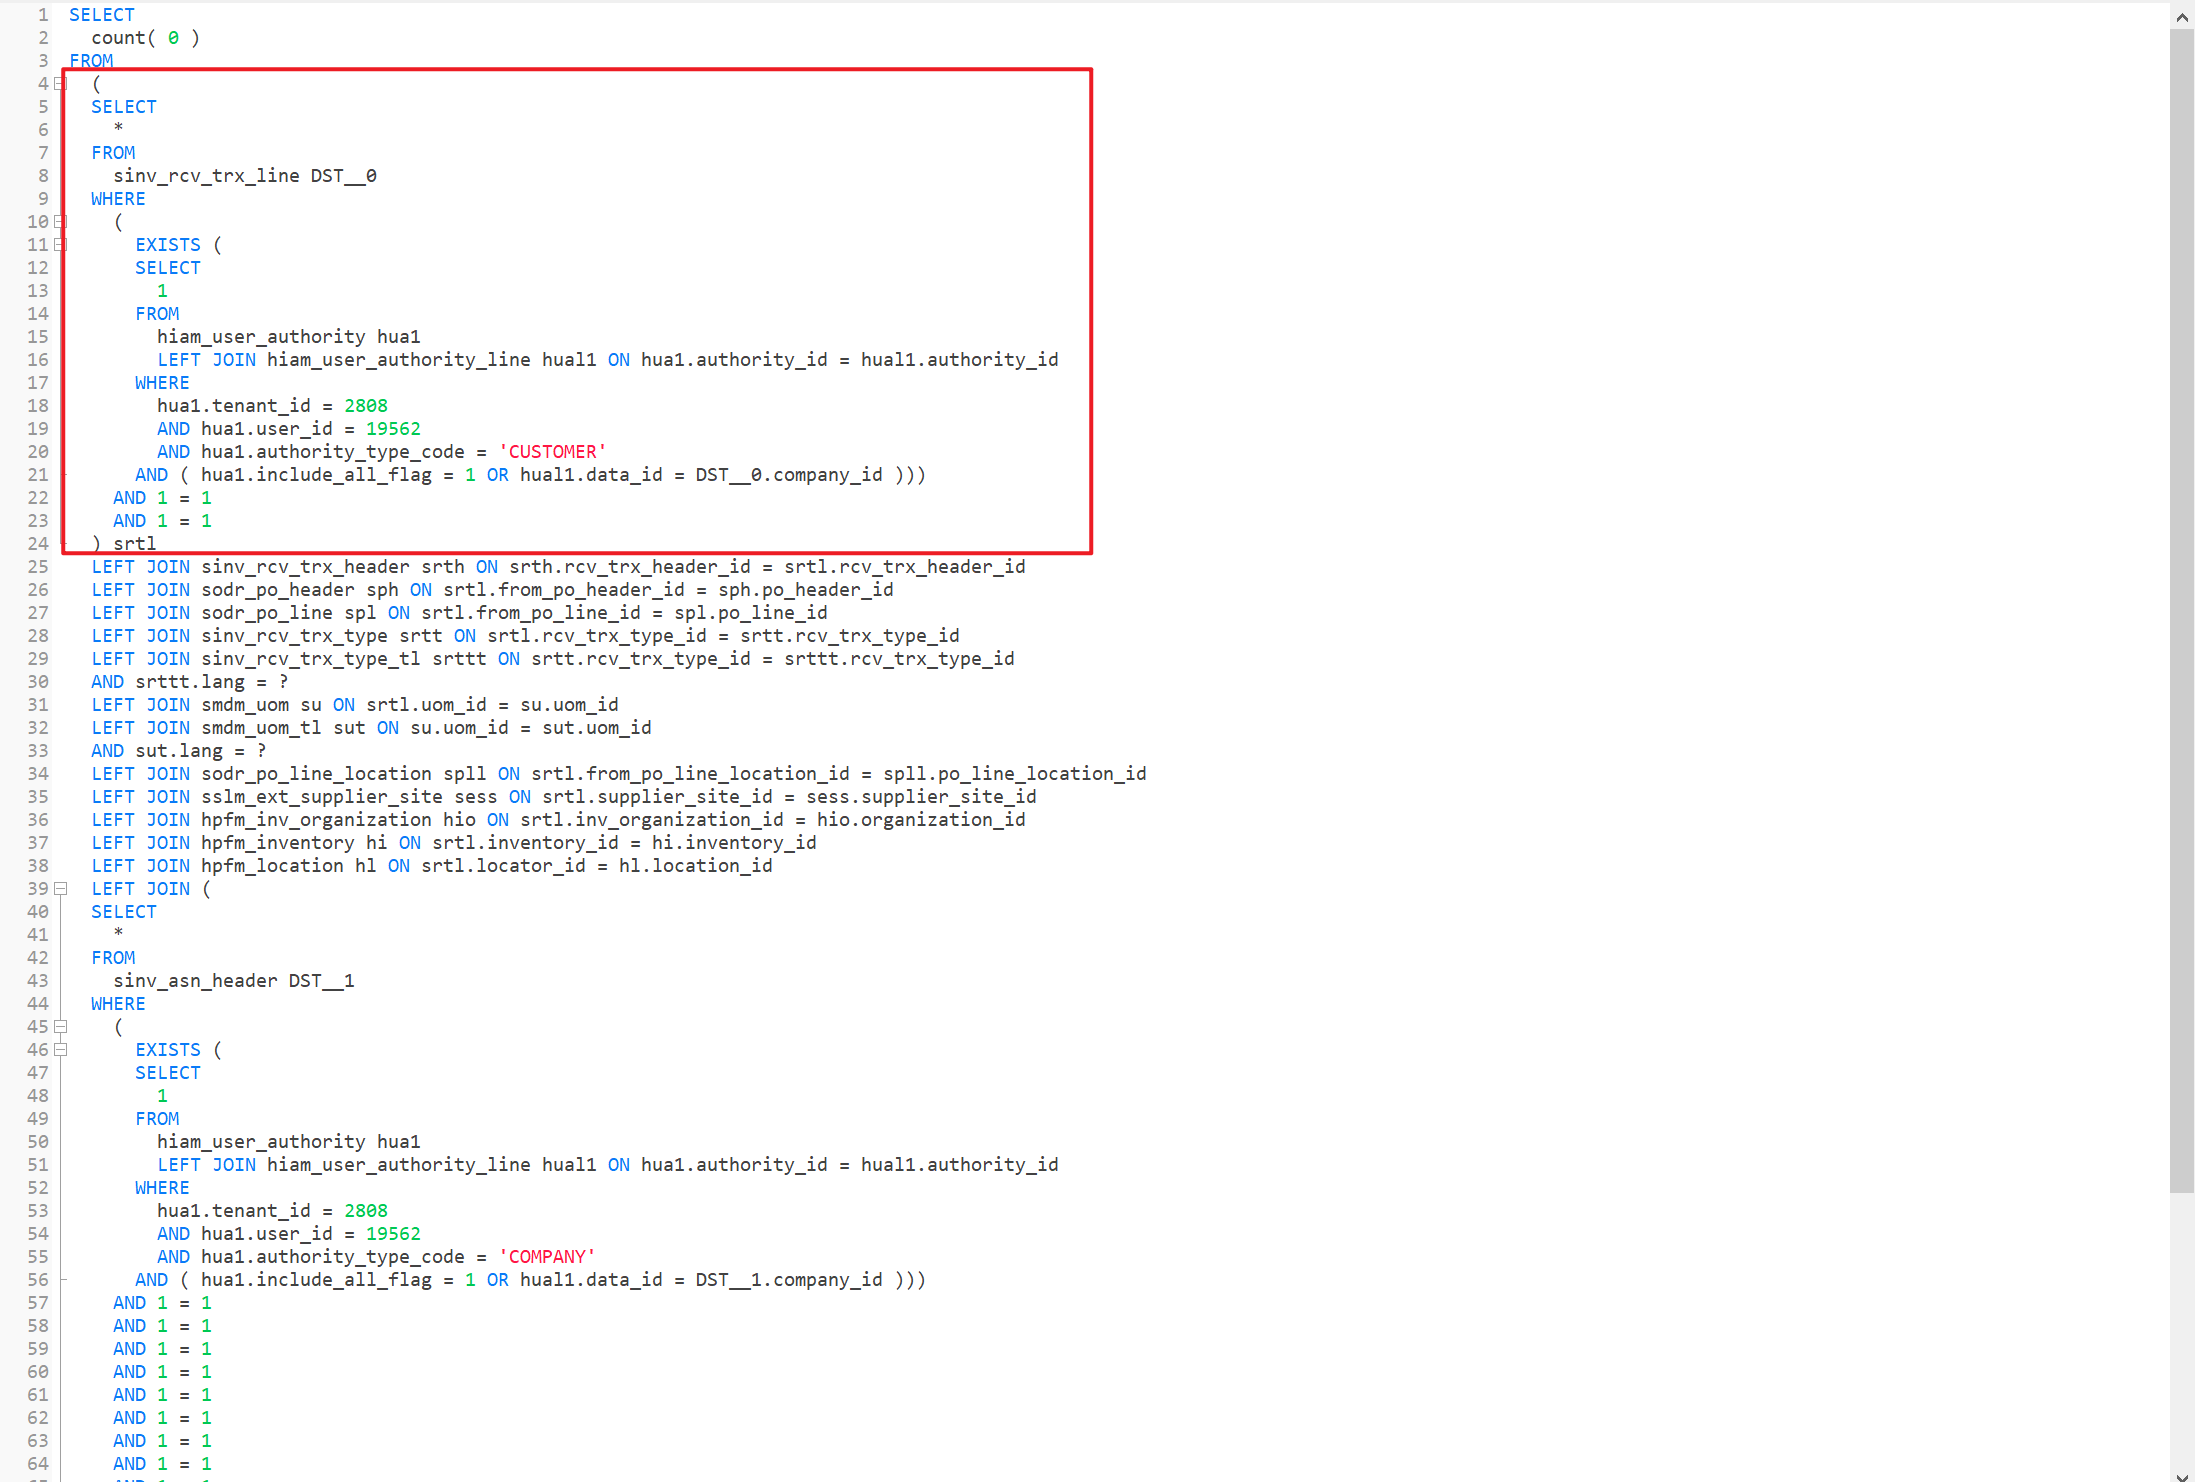 1 SELECT
2 count( 0 )
3 FROM
4 (
5 SELECT
6 *
7 FROM
8 sinv_rcv_trx_line DST__0
9 WHERE
10 (
11 EXISTS (
12 SELECT
13 1
14 FROM
15 hiam_user_authority hua1
16 LEFT JOIN hiam_user_authority_line hual1 ON hua1.authority_id = hual1.authority_id
17 WHERE
18 hua1.tenant_id = 2808
19 AND hua1.user_id = 19562
20 AND hua1.authority_type_code = 'CUSTOMER'
21 AND ( hua1.include_all_flag = 1 OR hual1.data_id = DST__0.company_id )))
22 AND 1 = 1
23 AND 1 = 1
24 ) srtl
25 LEFT JOIN sinv_rcv_trx_header srth ON srth.rcv_trx_header_id = srtl.rcv_trx_header_id
26 LEFT JOIN sodr_po_header sph ON srtl.from_po_header_id = sph.po_header_id
27 LEFT JOIN sodr_po_line spl ON srtl.from_po_line_id = spl.po_line_id
28 LEFT JOIN sinv_rcv_trx_type srtt ON srtl.rcv_trx_type_id = srtt.rcv_trx_type_id
29 LEFT JOIN sinv_rcv_trx_type_tl srttt ON srtt.rcv_trx_type_id = srttt.rcv_trx_type_id
30 AND srttt.lang = ?
31 LEFT JOIN smdm_uom su ON srtl.uom_id = su.uom_id
32 LEFT JOIN smdm_uom_tl sut ON su.uom_id = sut.uom_id
33 AND sut.lang = ?
34 LEFT JOIN sodr_po_line_location spll ON srtl.from_po_line_location_id = spll.po_line_location_id
35 LEFT JOIN sslm_ext_supplier_site sess ON srtl.supplier_site_id = sess.supplier_site_id
36 LEFT JOIN hpfm_inv_organization hio ON srtl.inv_organization_id = hio.organization_id
37 LEFT JOIN hpfm_inventory hi ON srtl.inventory_id = hi.inventory_id
38 LEFT JOIN hpfm_location hl ON srtl.locator_id = hl.location_id
39 LEFT JOIN (
40 SELECT
41 *
42 FROM
43 sinv_asn_header DST__1
44 WHERE
45 (
46 EXISTS (
47 SELECT
48 1
49 FROM
50 hiam_user_authority hua1
51 LEFT JOIN hiam_user_authority_line hual1 ON hua1.authority_id = hual1.authority_id
52 WHERE
53 hua1.tenant_id = 2808
54 AND hua1.user_id = 19562
55 AND hua1.authority_type_code = 'COMPANY'
56 AND ( hua1.include_all_flag = 1 OR hual1.data_id = DST__1.company_id )))
57 AND 1 = 1
58 AND 1 = 1
59 AND 1 = 1
60 AND 1 = 1
61 AND 1 = 1
62 AND 1 = 1
63 AND 1 = 1
64 AND 1 = 1